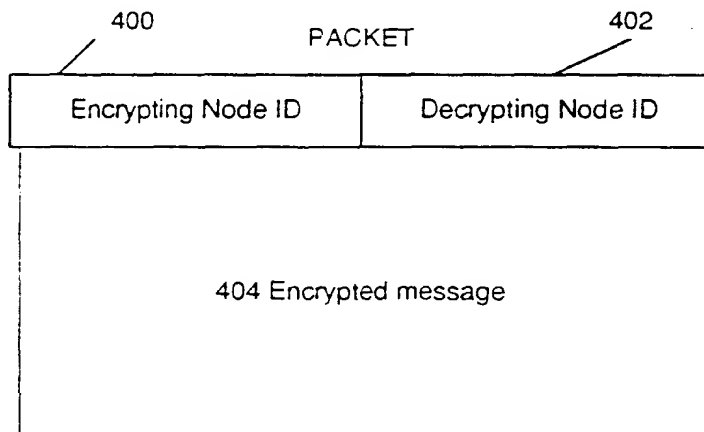 400 PACKET 402
Encrypting Node ID Decrypting Node ID
404 Encrypted message